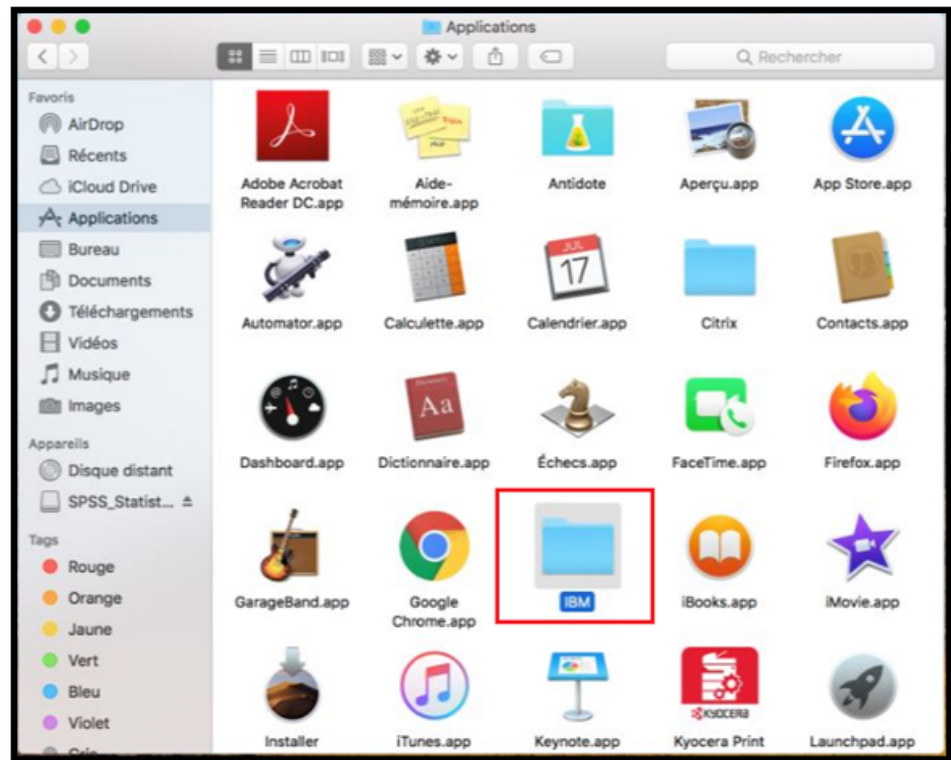 Applications
Rechercher
Favoris
AirDrop
Récents
iCloud Drive
Applications
Bureau
Documents
Téléchargements
Vidéos
Musique
Images
Appareils
Disque distant
SPSS_Statist...
Tags
Rouge
Orange
Jaune
Vert
Bleu
Violet
Gris
Adobe Acrobat
Reader DC.app
Aide-
mémoire.app
Antidote
Aperçu.app
App Store.app
Automator.app
Calculette.app
JUL
17
Calendrier.app
Citrix
Contacts.app
Dashboard.app
Aa
Dictionnaire.app
Échecs.app
FaceTime.app
Firefox.app
GarageBand.app
Google
Chrome.app
IBM
iBooks.app
iMovie.app
Installer
iTunes.app
Keynote.app
KYOCERA
Kyocera Print
Launchpad.app